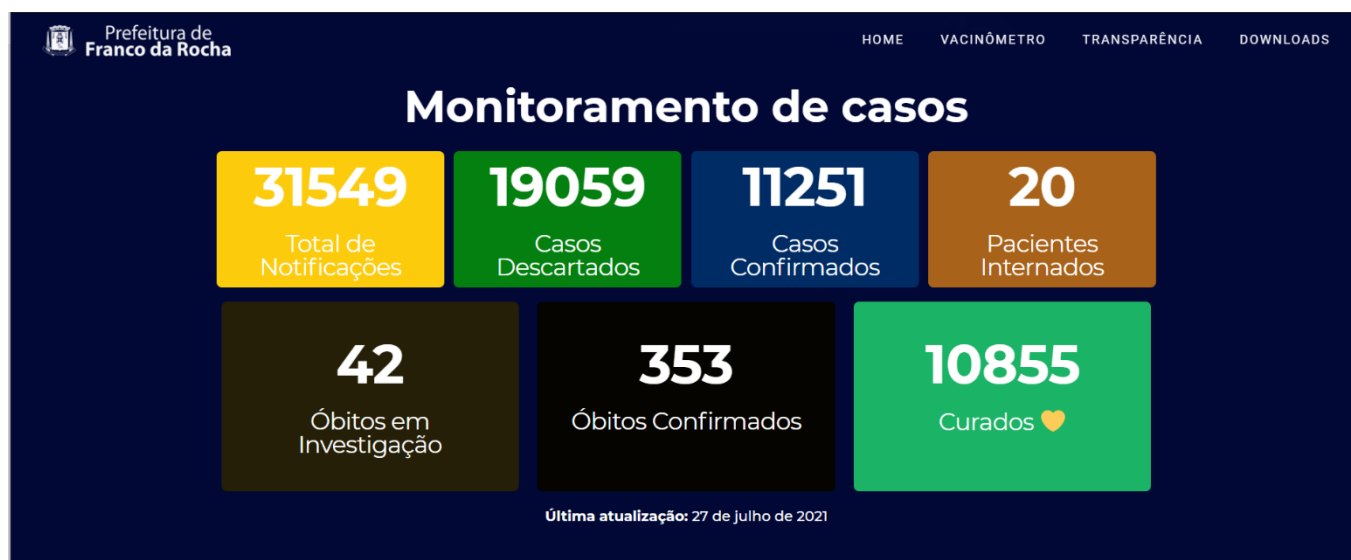 Prefeitura de
Franco da Rocha
HOME VACINÔMETRO TRANSPARÊNCIA DOWNLOADS
Monitoramento de casos
31549
Total de
Notificações
19059
Casos
Descartados
11251
Casos
Confirmados
20
Pacientes
Internados
42
Óbitos em
Investigação
353
Óbitos Confirmados
10855
Curados 💛
Última atualização: 27 de julho de 2021